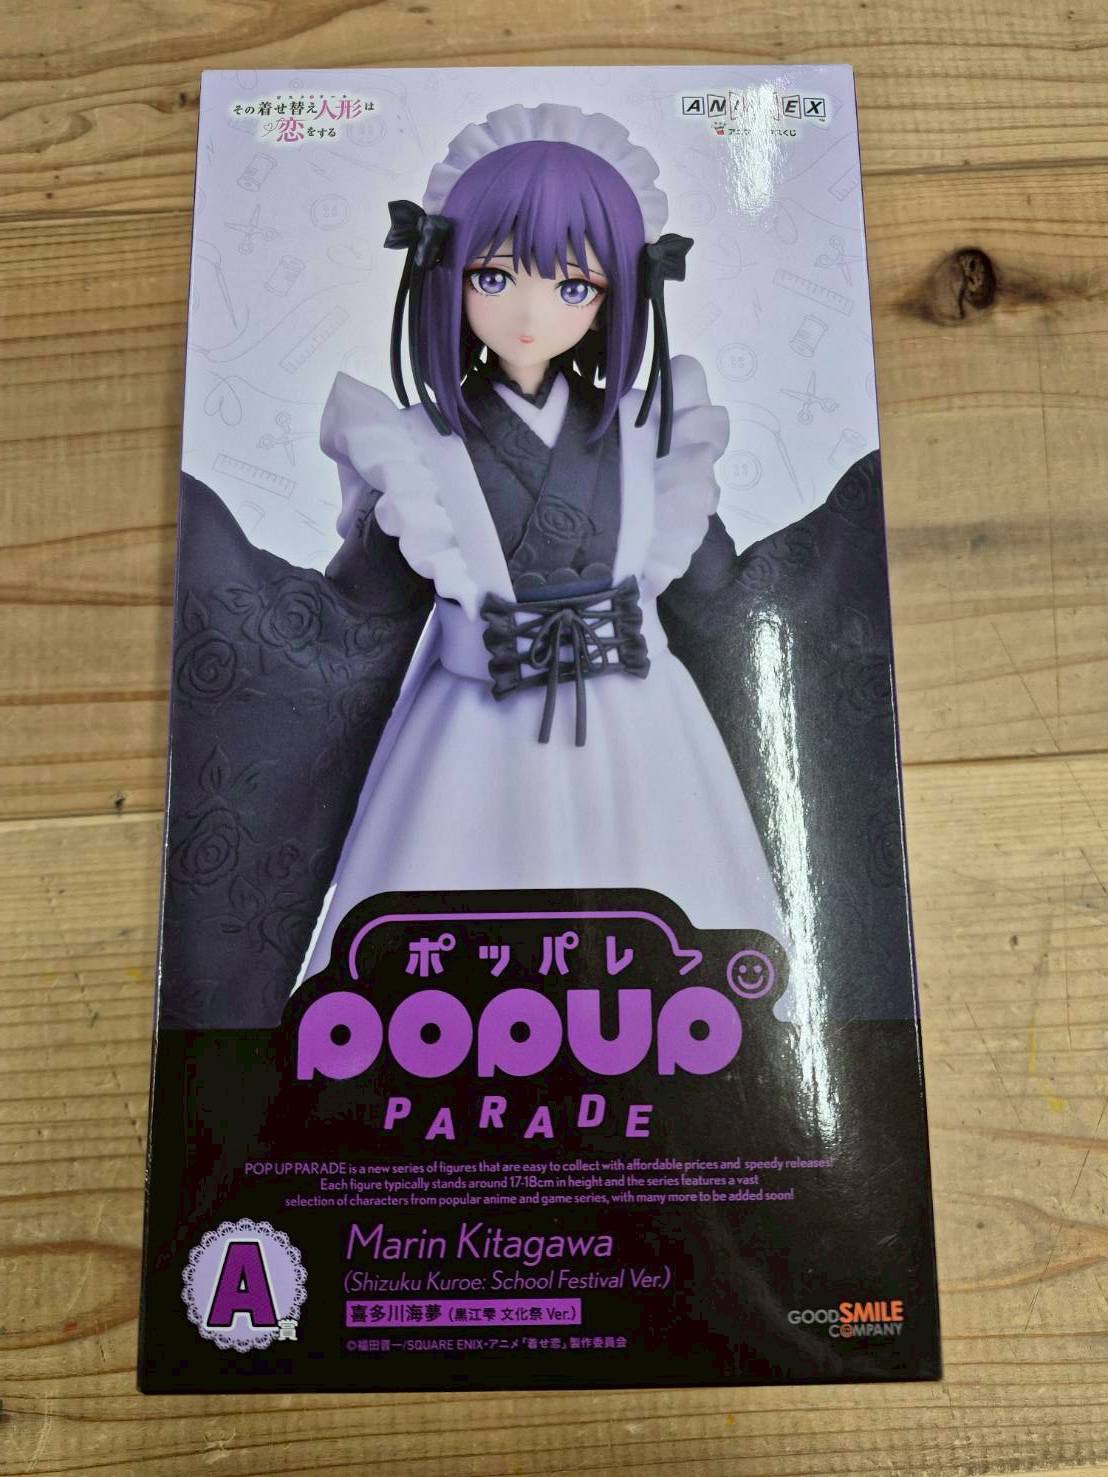 その着せ替え人形は
恋をする
ANIPLEX
ポッパレ
POP UP
PARADE
POP UP PARADE is a new series of figures that are easy to collect with affordable prices and speedy releases!
Each figure typically stands around 17-18cm in height and the series features a vast
selection of characters from popular anime and game series, with many more to be added soon!
A賞
Marin Kitagawa
(Shizuku Kuroe: School Festival Ver.)
喜多川海夢 (黒江雫 文化祭 Ver.)
©福田晋一/SQUARE ENIX・アニメ「着せ恋」製作委員会
GOOD SMILE
COMPANY